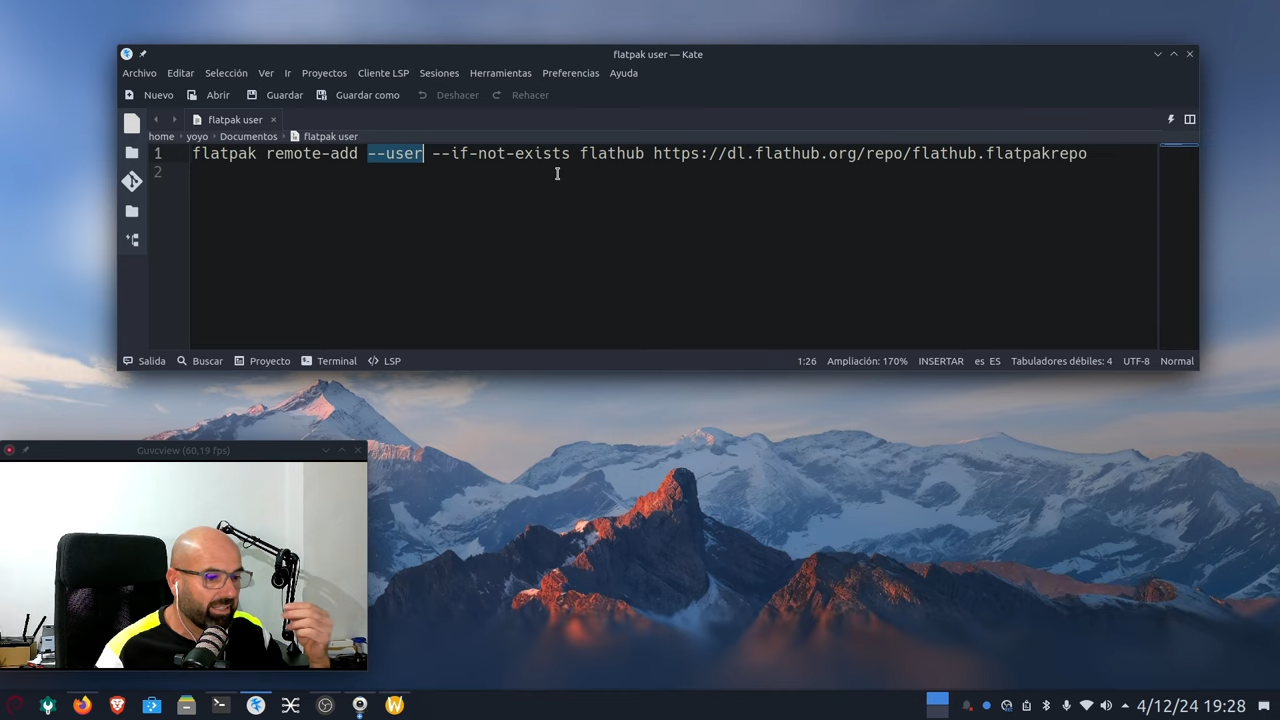 flatpak user — Kate
Archivo Editar Selección Ver Ir Proyectos Cliente LSP Sesiones Herramientas Preferencias Ayuda
Nuevo Abrir Guardar Guardar como Deshacer Rehacer
flatpak user
home yoyo Documentos flatpak user
1 flatpak remote-add --user --if-not-exists flathub https://dl.flathub.org/repo/flathub.flatpakrepo
2
Salida Buscar Proyecto Terminal LSP 1:26 Ampliación: 170% INSERTAR es ES Tabuladores débiles: 4 UTF-8 Normal
Guvcview (60,19 fps)
4/12/24 19:28